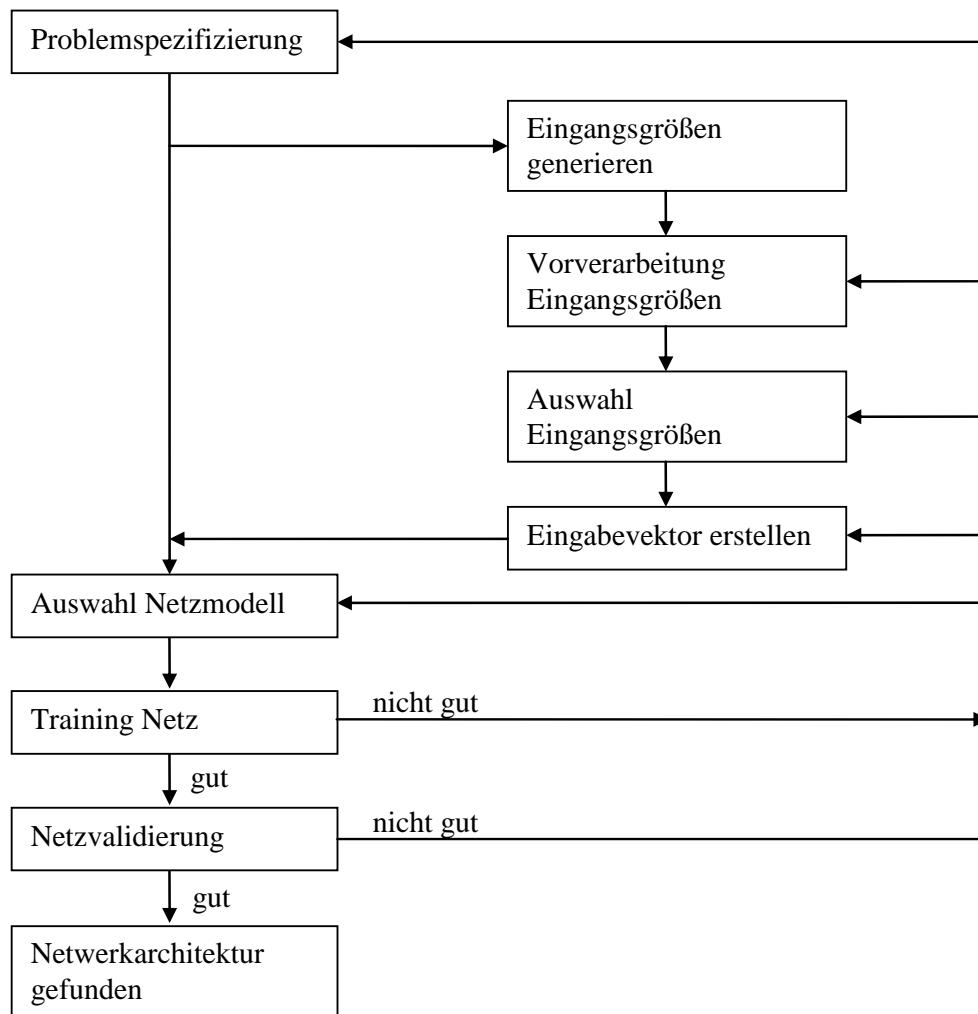 Problemspezifizierung
Eingangsgrößen
generieren
Vorverarbeitung
Eingangsgrößen
Auswahl
Eingangsgrößen
Eingabevektor erstellen
Auswahl Netzmodell
Training Netz
nicht gut
gut
Netzvalidierung
nicht gut
gut
Netwerkarchitektur
gefunden